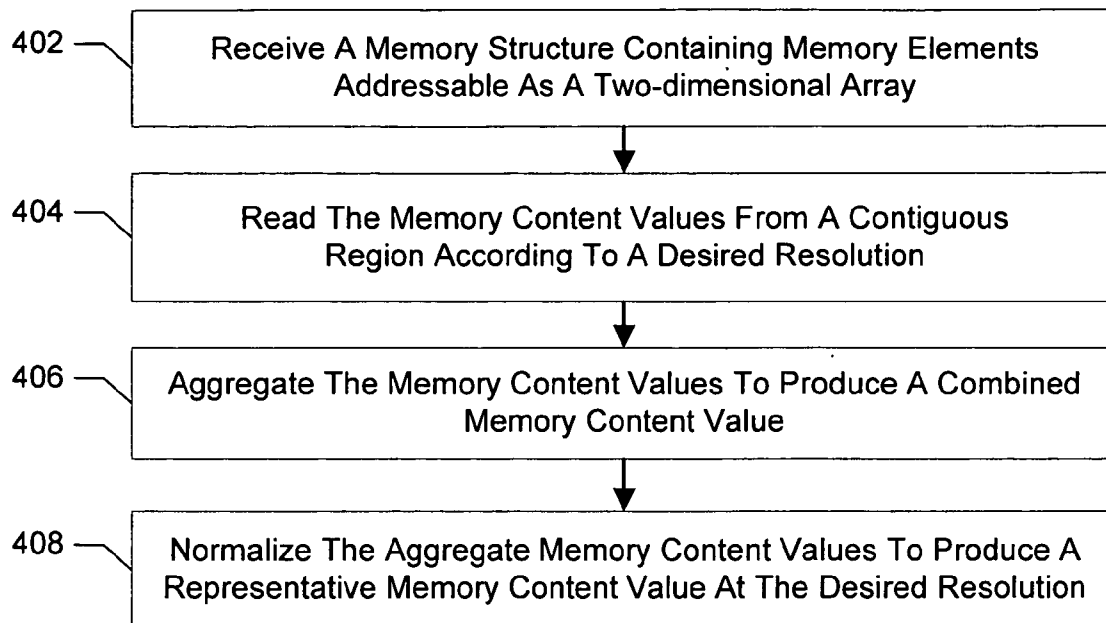 402
Receive A Memory Structure Containing Memory Elements
Addressable As A Two-dimensional Array
404
Read The Memory Content Values From A Contiguous
Region According To A Desired Resolution
406
Aggregate The Memory Content Values To Produce A Combined
Memory Content Value
408
Normalize The Aggregate Memory Content Values To Produce A
Representative Memory Content Value At The Desired Resolution